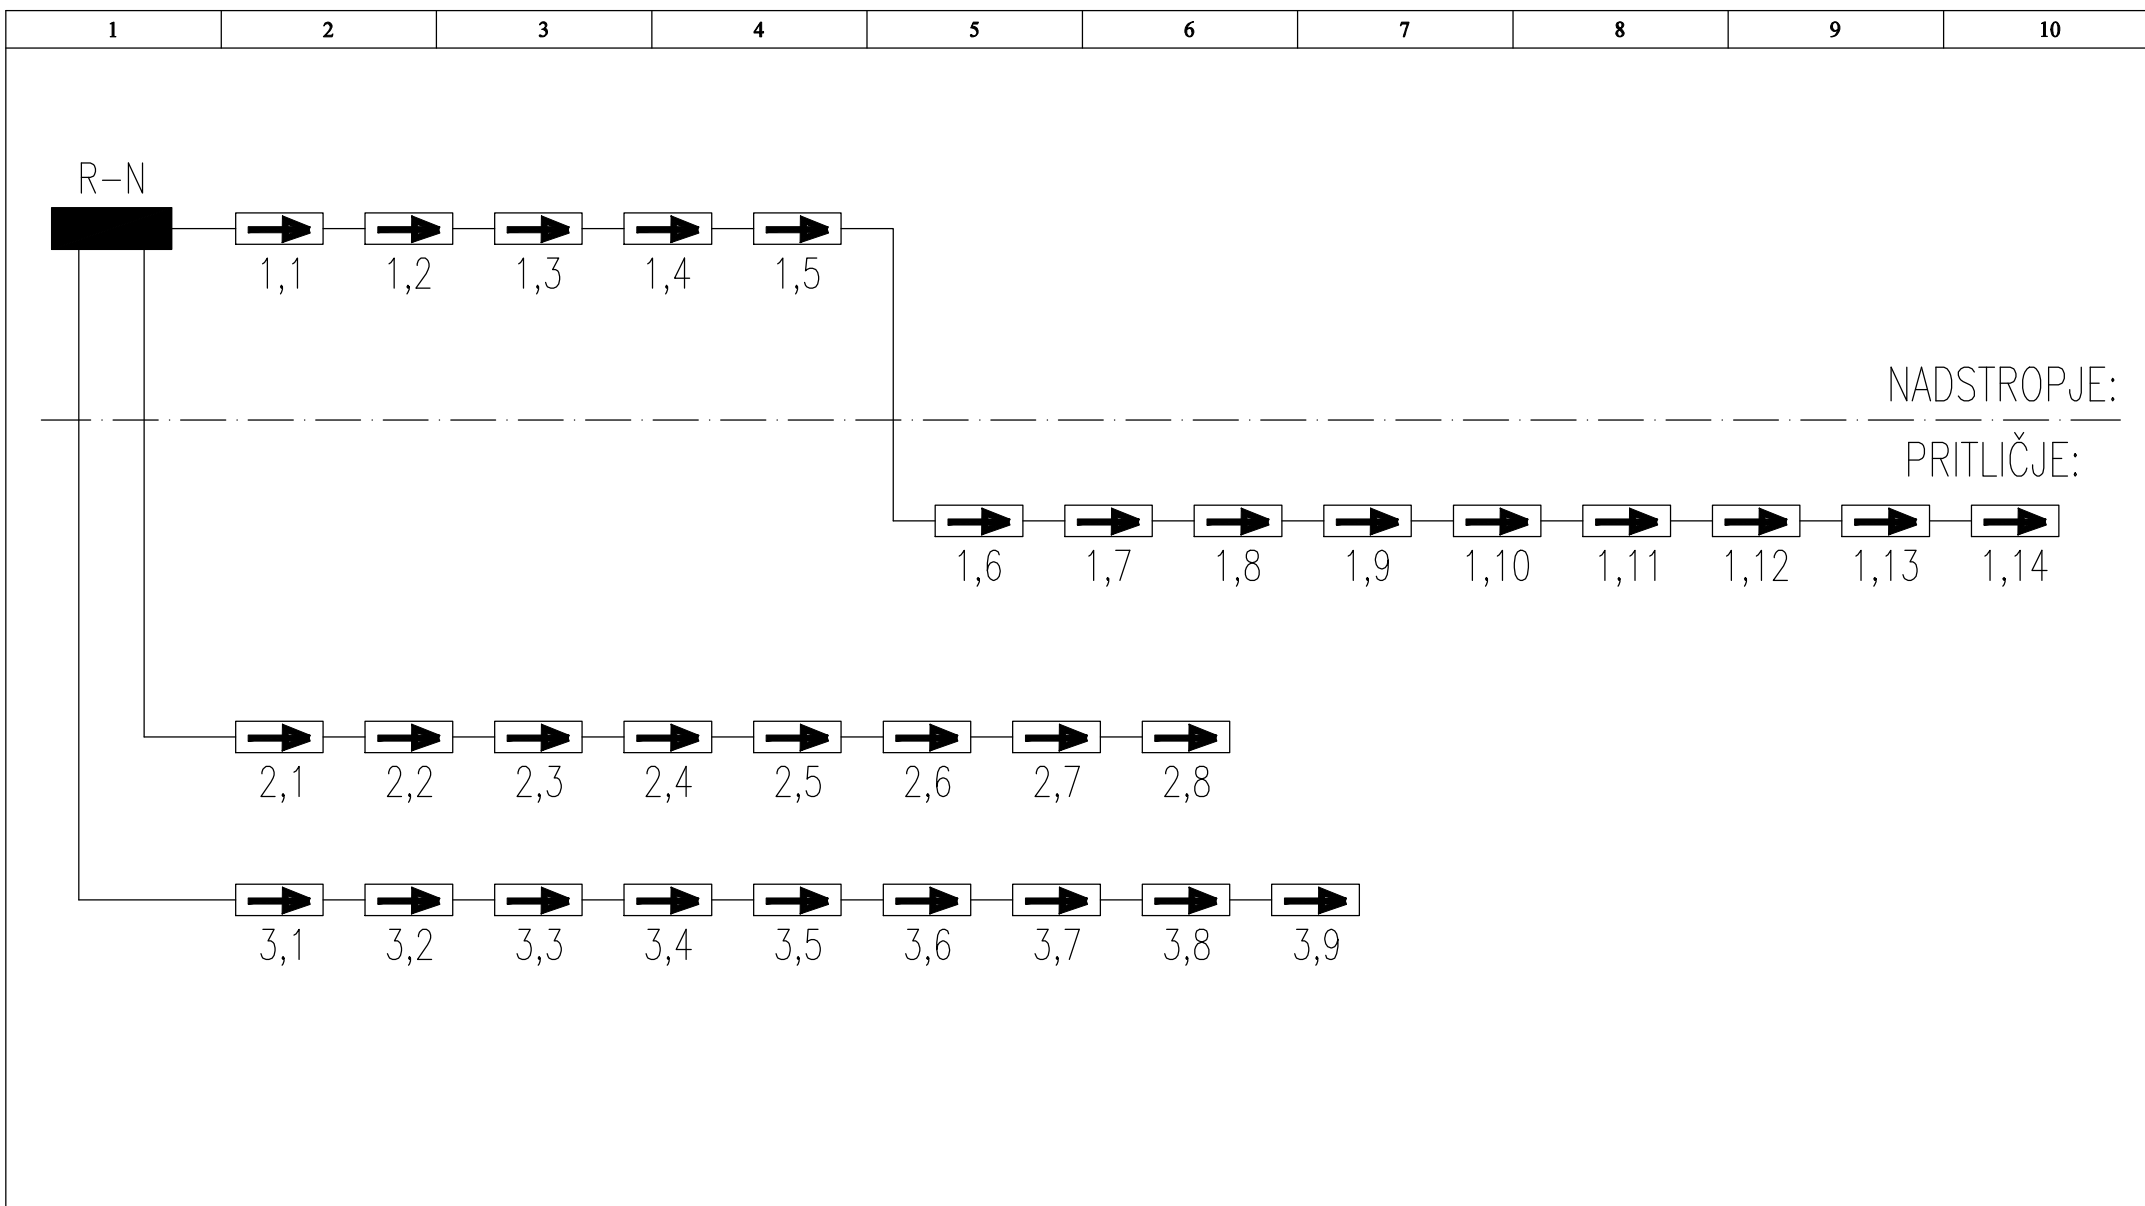 1 2 3 4 5 6 7 8 9 10
R-N
1,1 1,2 1,3 1,4 1,5
NADSTROPJE:
PRITLIČJE:
1,6 1,7 1,8 1,9 1,10 1,11 1,12 1,13 1,14
2,1 2,2 2,3 2,4 2,5 2,6 2,7 2,8
3,1 3,2 3,3 3,4 3,5 3,6 3,7 3,8 3,9